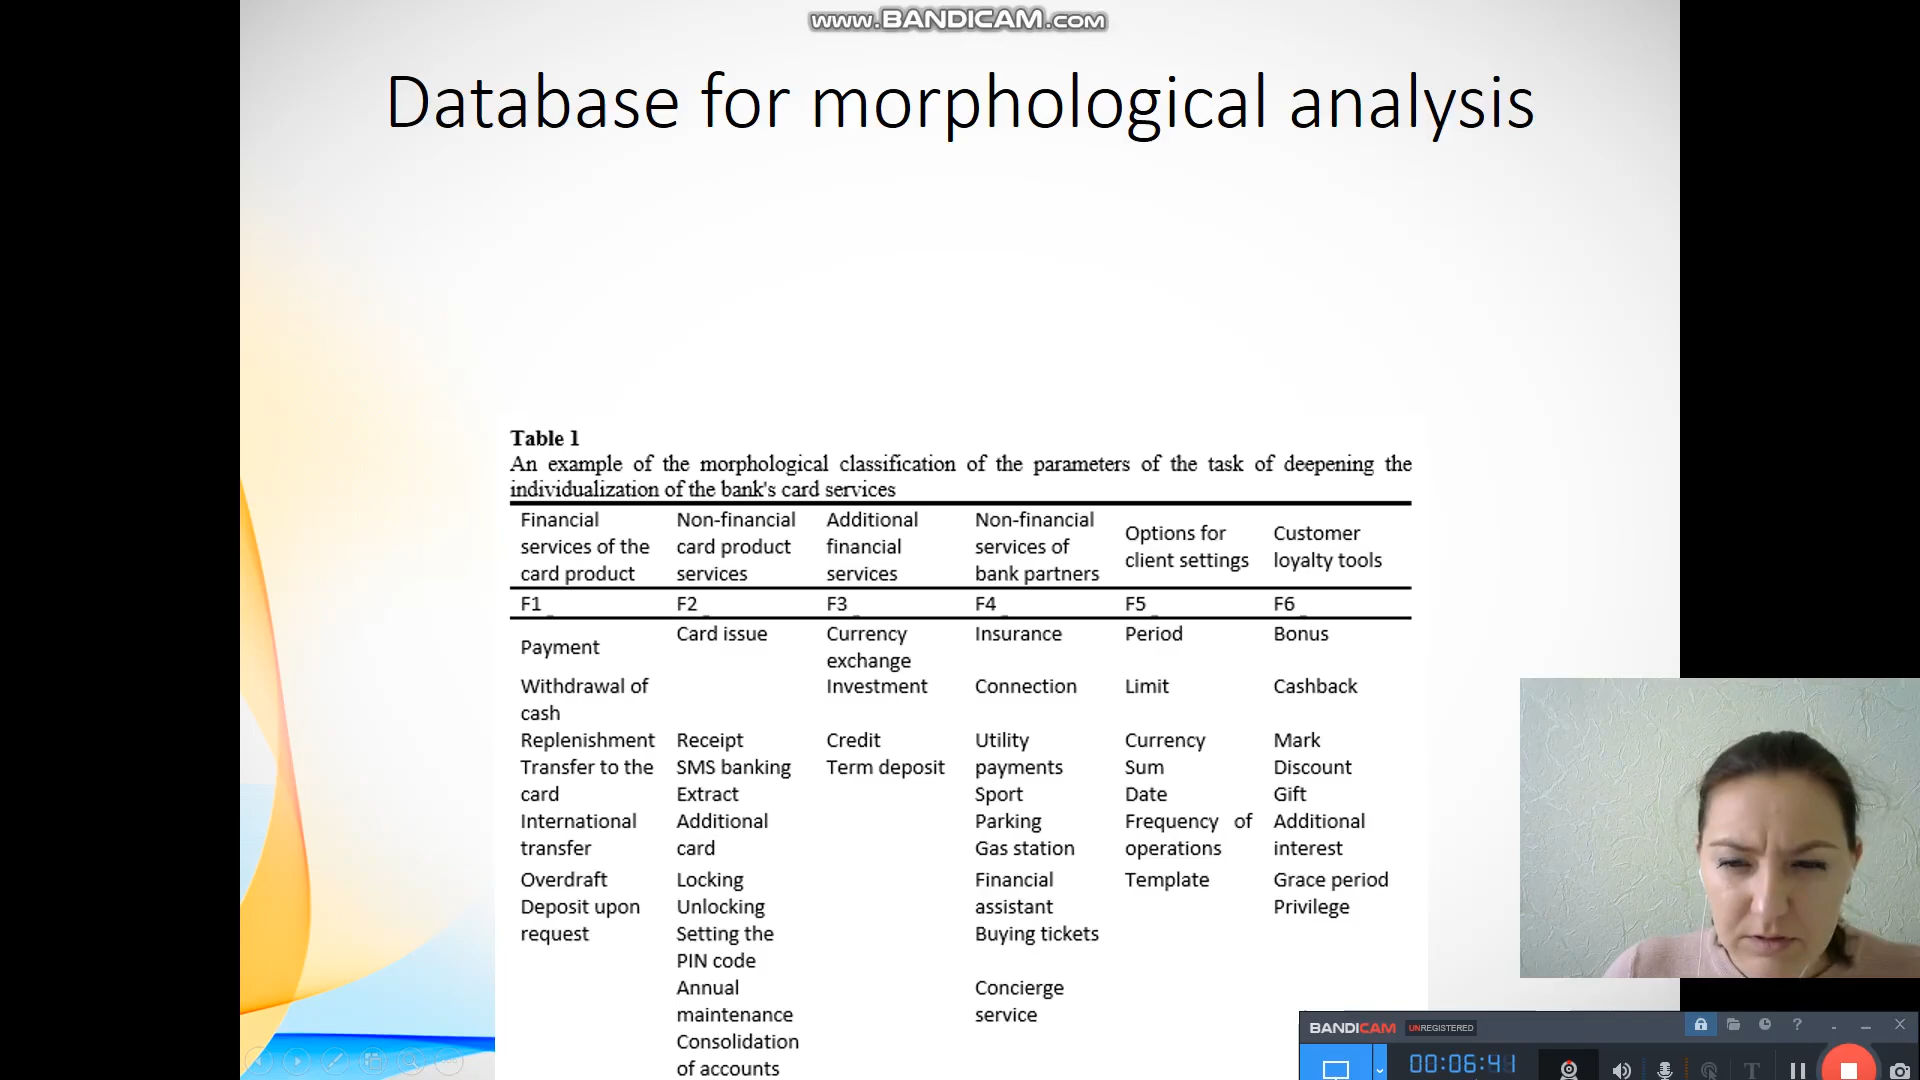 www.BANDICAM.com
Database for morphological analysis
Table 1
An example of the morphological classification of the parameters of the task of deepening the
individualization of the bank's card services
Financial services of the card product
Non-financial card product services
Additional financial services
Non-financial services of bank partners
Options for client settings
Customer loyalty tools
F1 F2 F3 F4 F5 F6
Payment
Card issue
Currency exchange
Insurance
Period
Bonus
Withdrawal of cash
Investment
Connection
Limit
Cashback
Replenishment
Receipt
Credit
Utility payments
Currency
Mark
Transfer to the card
SMS banking
Term deposit
Sum
Discount
Extract
Sport
Date
Gift
International transfer
Additional card
Parking
Frequency of operations
Additional interest
Gas station
Overdraft
Locking
Financial assistant
Template
Grace period
Deposit upon request
Unlocking
Privilege
Setting the PIN code
Buying tickets
Annual maintenance
Concierge service
Consolidation of accounts
BANDICAM UNREGISTERED
00:06:41